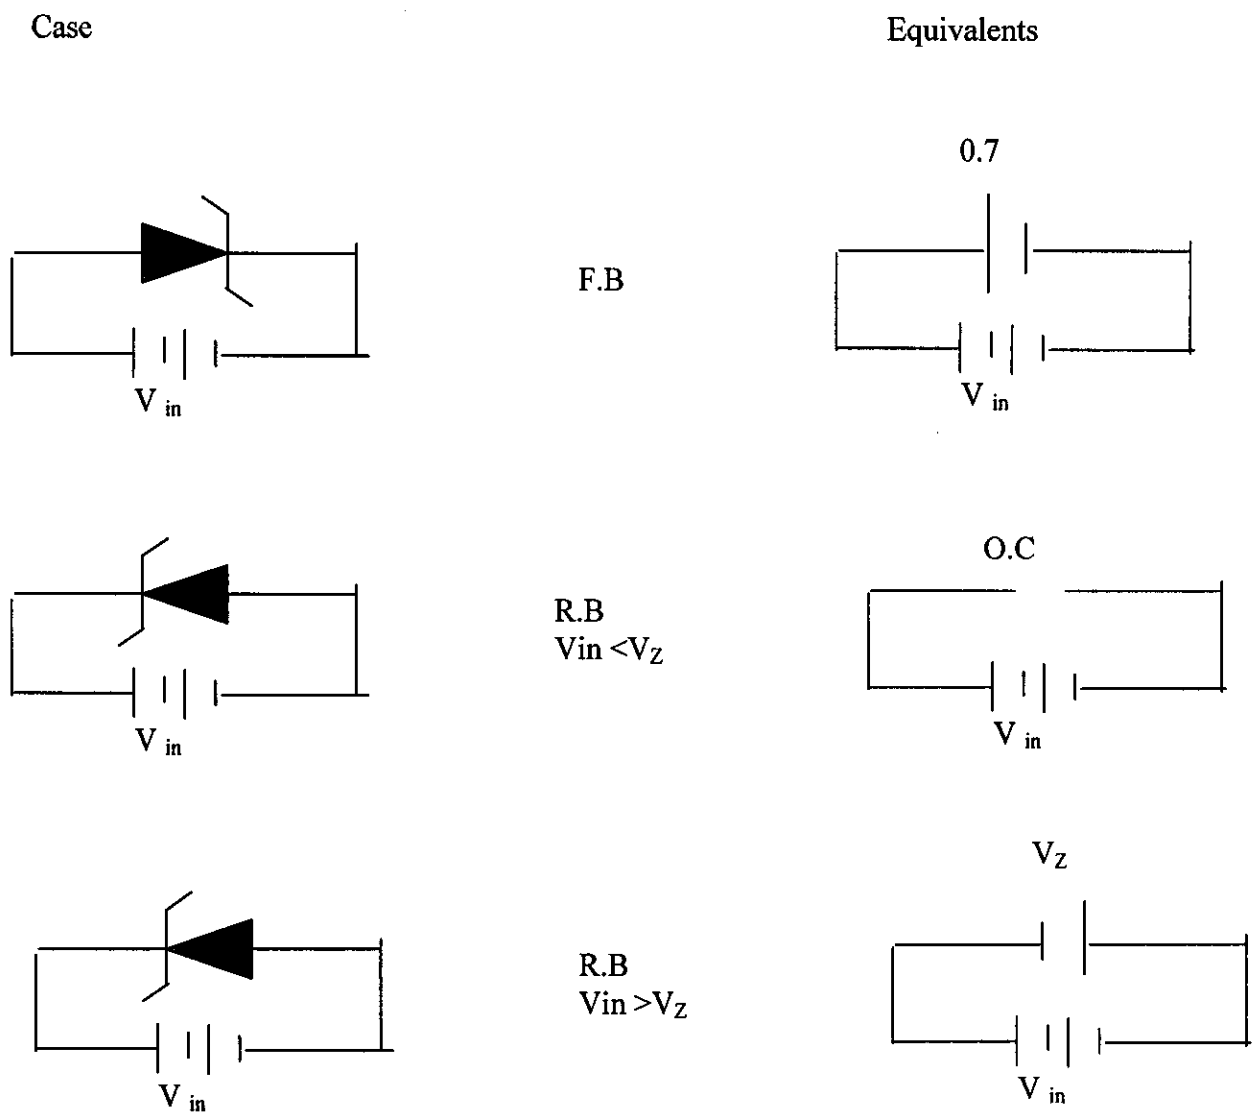 Case
Equivalents
0.7
F.B
V in
V in
O.C
R.B
Vin <VZ
V in
V in
VZ
R.B
Vin >VZ
V in
V in